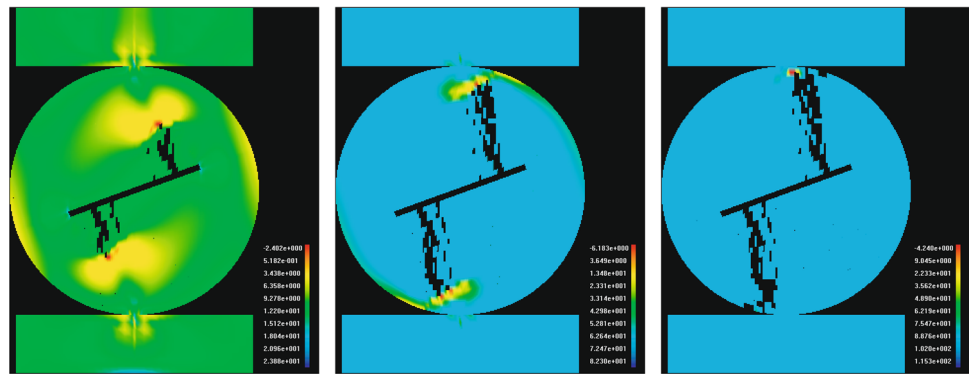 -2.402e+000
5.182e-001
3.438e+000
6.358e+000
9.278e+000
1.220e+001
1.512e+001
1.804e+001
2.096e+001
2.388e+001
-6.183e+000
3.649e+000
1.348e+001
2.331e+001
3.314e+001
4.298e+001
5.281e+001
6.264e+001
7.247e+001
8.230e+001
-4.240e+000
9.045e+000
2.233e+001
3.562e+001
4.890e+001
6.219e+001
7.547e+001
8.876e+001
1.020e+002
1.153e+002